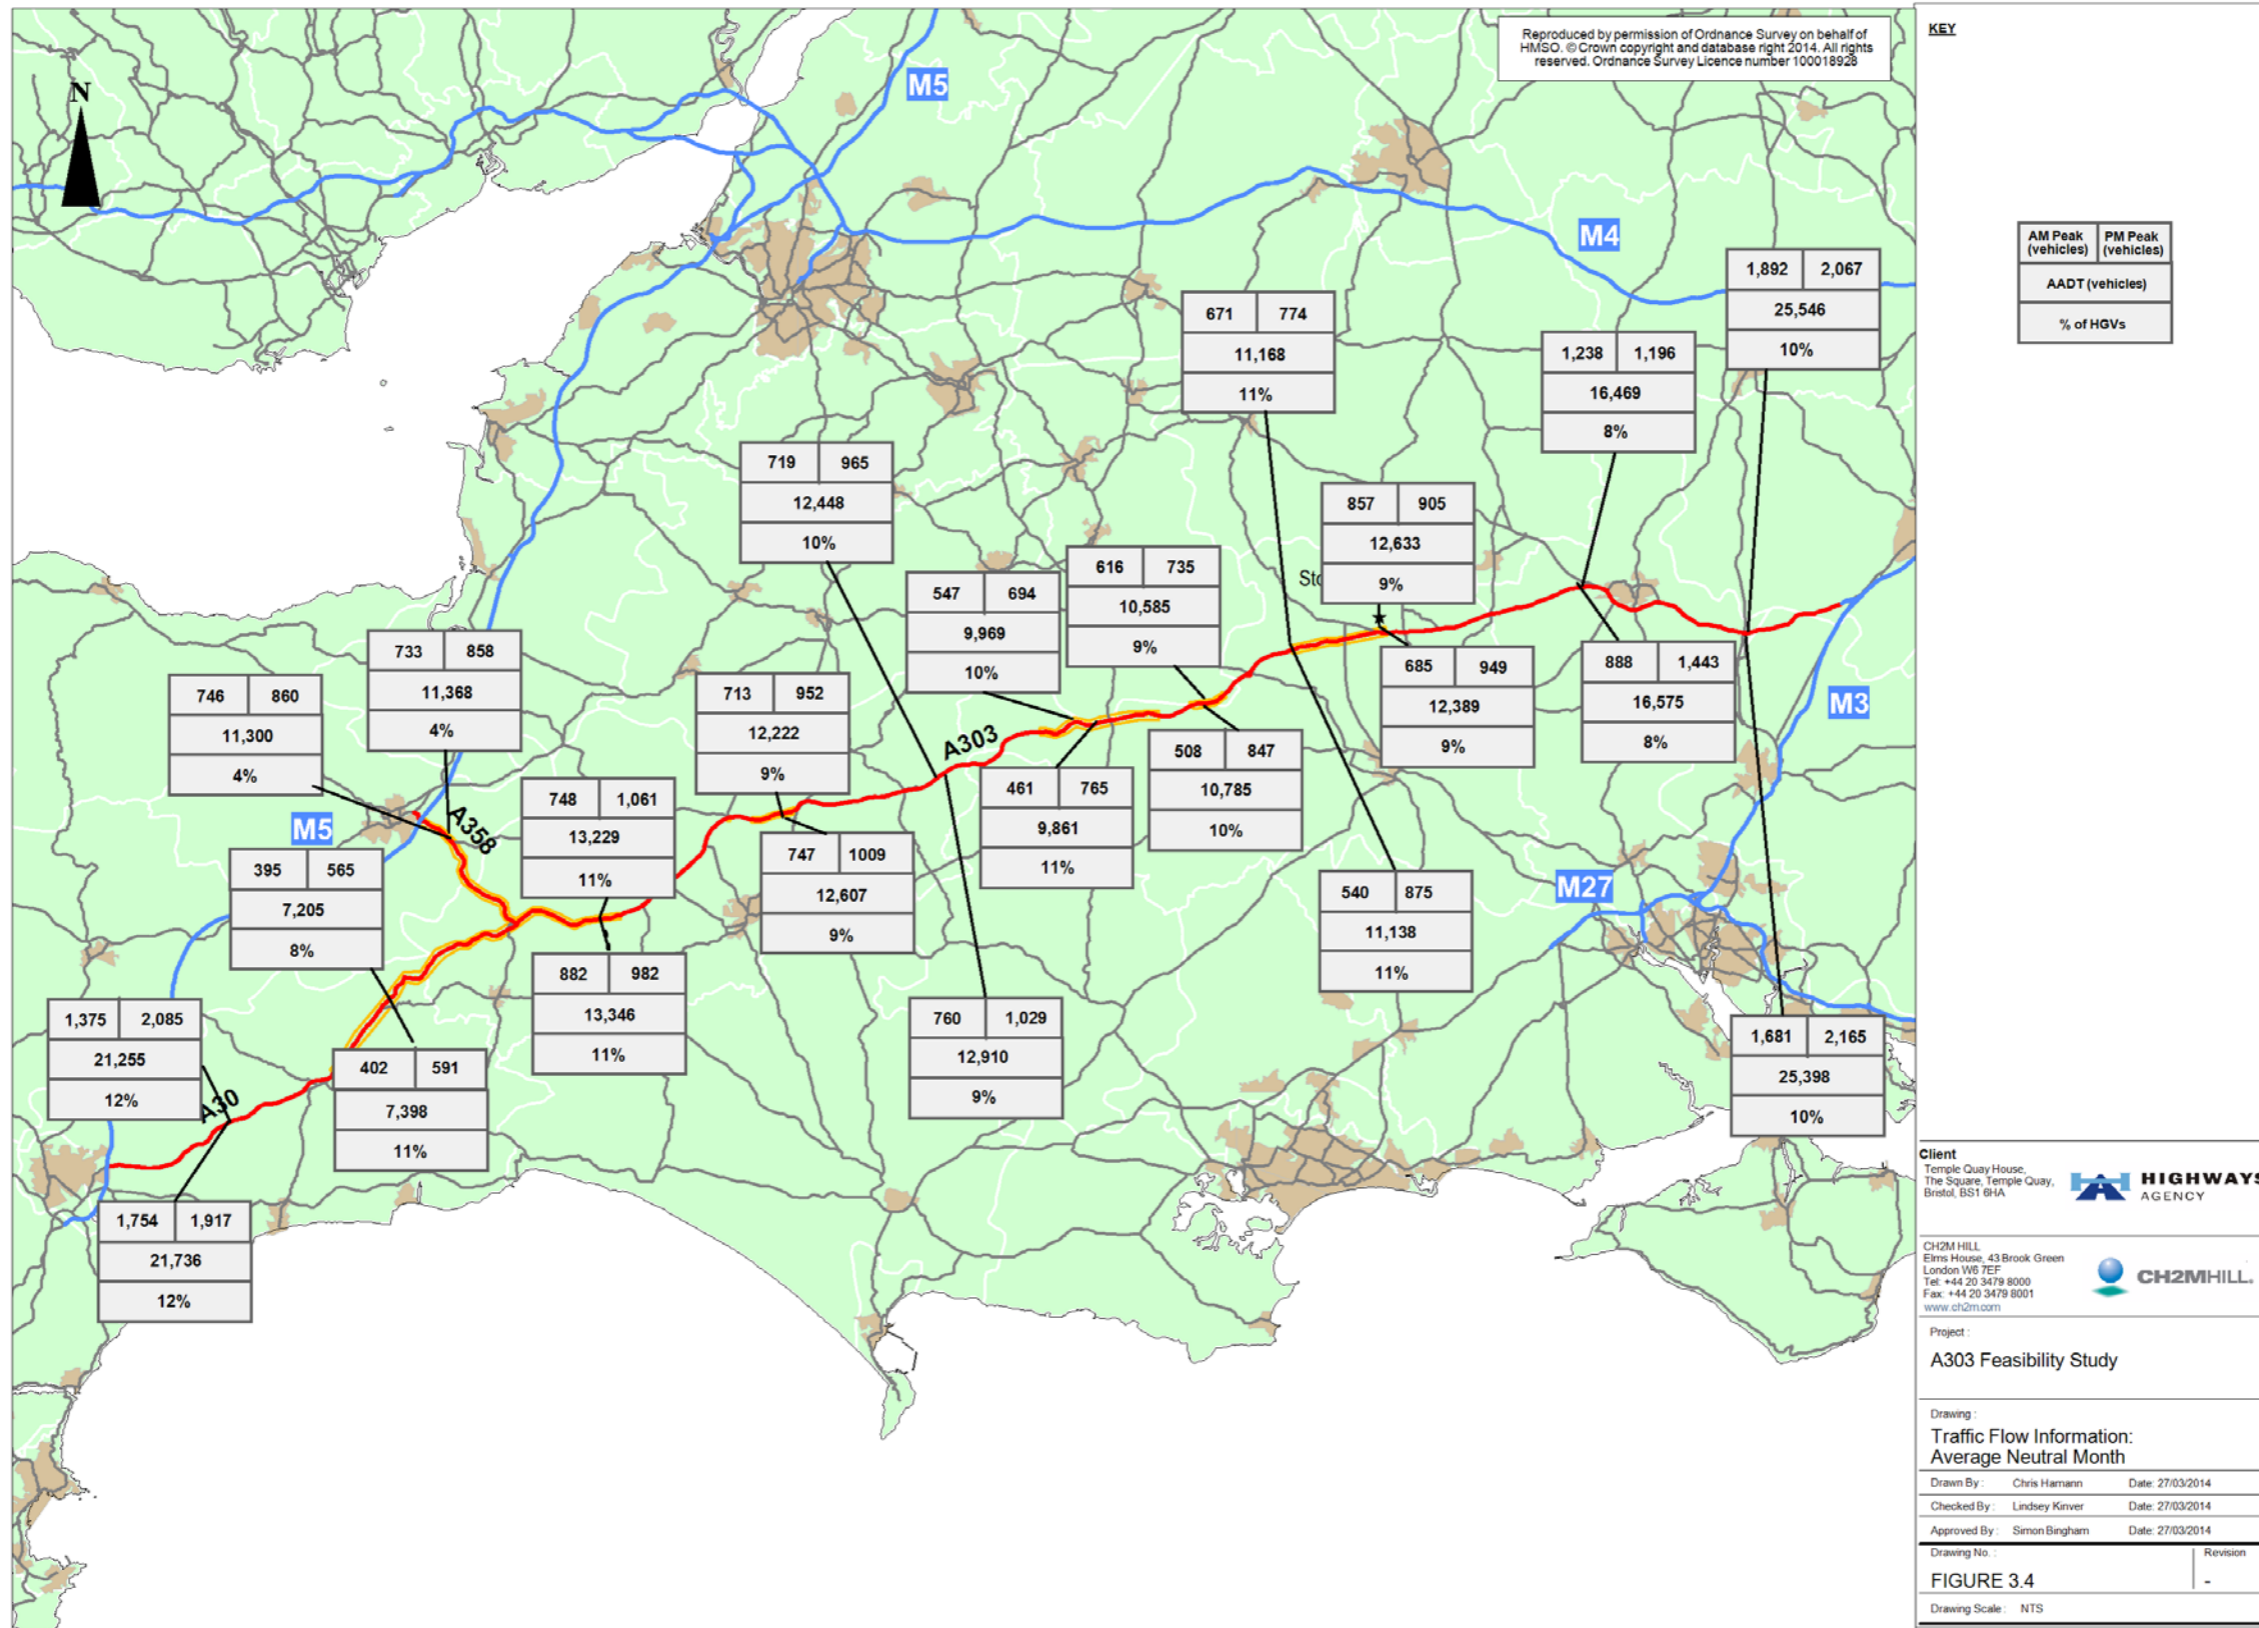 Reproduced by permission of Ordnance Survey on behalf of
HMSO. © Crown copyright and database right 2014. All rights
reserved. Ordnance Survey Licence number 100018928
N
M5
M4
1,892 2,067
25,546
10%
671 774
11,168
11%
1,238 1,196
16,469
8%
719 965
12,448
10%
857 905
12,633
9%
Sto
547 694
9,969
10%
616 735
10,585
9%
733 858
11,368
4%
746 860
11,300
4%
713 952
12,222
9%
685 949
12,389
9%
888 1,443
16,575
8%
M3
A303
508 847
10,785
10%
461 765
9,861
11%
748 1,061
13,229
11%
A358
M5
747 1009
12,607
9%
395 565
7,205
8%
540 875
11,138
11%
M27
882 982
13,346
11%
1,375 2,085
21,255
12%
A30
760 1,029
12,910
9%
402 591
7,398
11%
1,681 2,165
25,398
10%
1,754 1,917
21,736
12%
KEY
AM Peak (vehicles) PM Peak (vehicles)
AADT (vehicles)
% of HGVs
Client
Temple Quay House,
The Square, Temple Quay,
Bristol, BS1 6HA
HIGHWAYS
AGENCY
CH2M HILL
Elms House, 43 Brook Green
London W6 7EF
Tel: +44 20 3479 8000
Fax: +44 20 3479 8001
www.ch2m.com
CH2MHILL.
Project :
A303 Feasibility Study
Drawing :
Traffic Flow Information:
Average Neutral Month
Drawn By : Chris Hamann Date: 27/03/2014
Checked By : Lindsey Kinver Date: 27/03/2014
Approved By : Simon Bingham Date: 27/03/2014
Drawing No. : Revision
FIGURE 3.4 -
Drawing Scale : NTS